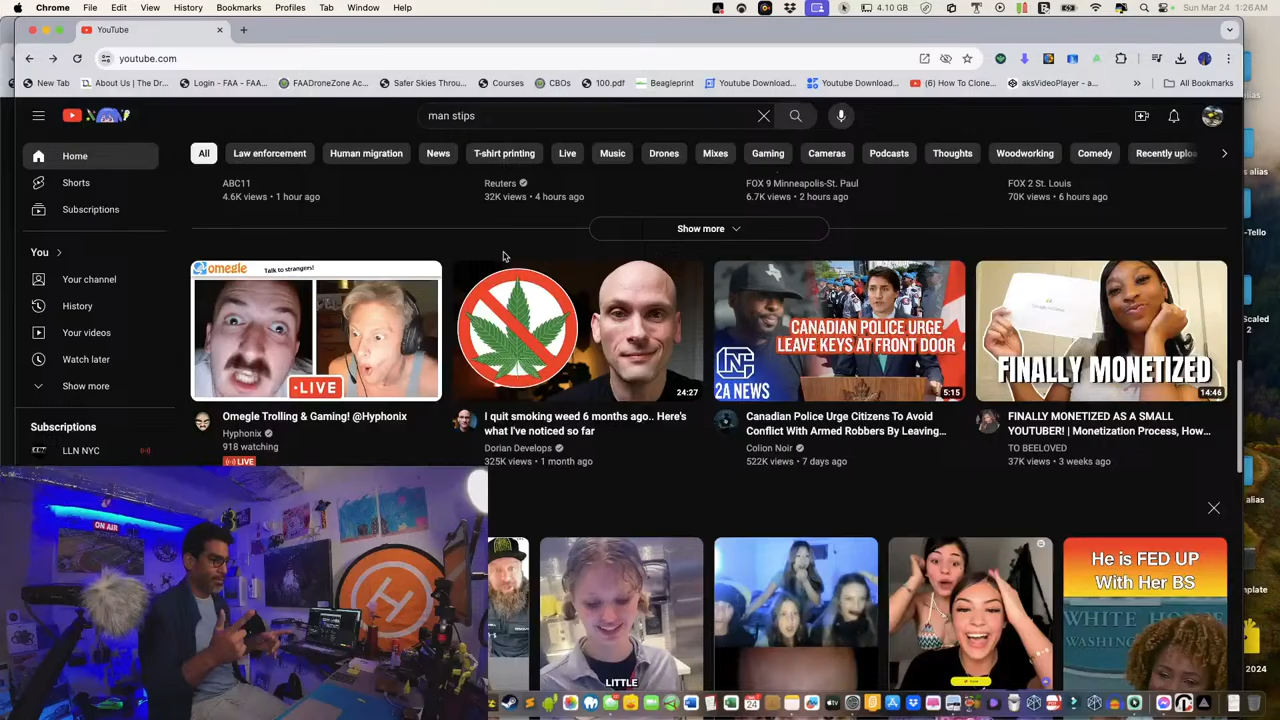 Chrome File Edit View History Bookmarks Profiles Tab Window Help
4.10 GB Sun Mar 24 1:26 AM
YouTube
youtube.com
New Tab About Us | The Dr... Login - FAA - FAA... FAADroneZone Ac... Safer Skies Throu... Courses CBOs 100.pdf Beagleprint Youtube Download... Youtube Download... (6) How To Clone... aksVideoPlayer - a... » All Bookmarks
man stips
Home
Shorts
Subscriptions
You
Your channel
History
Your videos
Watch later
Show more
Subscriptions
LLN NYC
All Law enforcement Human migration News T-shirt printing Live Music Drones Mixes Gaming Cameras Podcasts Thoughts Woodworking Comedy Recently uplo
ABC11 Reuters FOX 9 Minneapolis-St. Paul FOX 2 St. Louis
4.6K views • 1 hour ago 32K views • 4 hours ago 6.7K views • 2 hours ago 70K views • 6 hours ago
Show more
omegle Talk to strangers!
•LIVE
Omegle Trolling & Gaming! @Hyphonix
Hyphonix
918 watching
LIVE
24:27
I quit smoking weed 6 months ago.. Here's
what I've noticed so far
Dorian Develops
325K views • 1 month ago
CANADIAN POLICE URGE
LEAVE KEYS AT FRONT DOOR
2A NEWS
5:15
Canadian Police Urge Citizens To Avoid
Conflict With Armed Robbers By Leaving...
Colion Noir
522K views • 7 days ago
FINALLY MONETIZED
14:46
FINALLY MONETIZED AS A SMALL
YOUTUBER! | Monetization Process, How...
TO BEELOVED
37K views • 3 weeks ago
ON AIR
H
LITTLE
He is FED UP
With Her BS
WHITE HOUSE
WASHING
alias
-Tello
Scaled
2
alias
template
2024